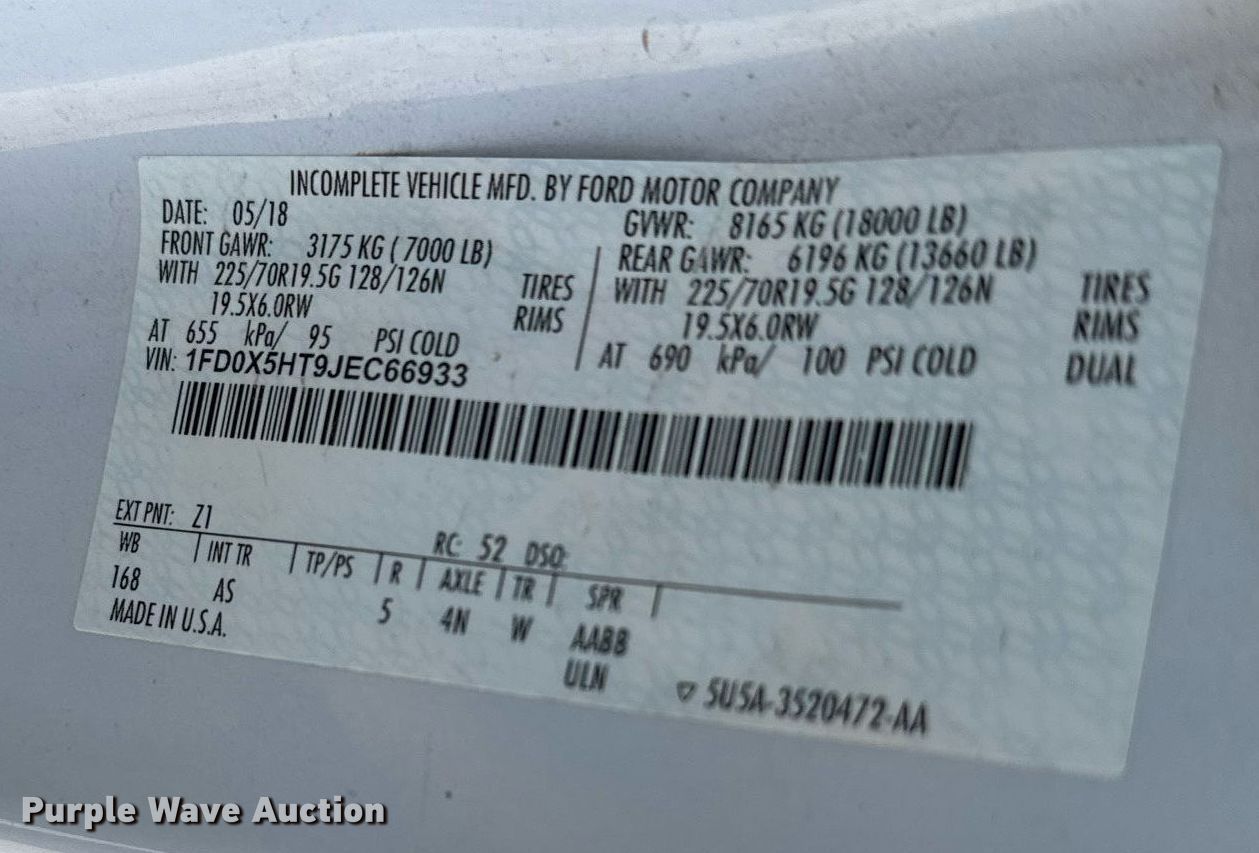 INCOMPLETE VEHICLE MFD. BY FORD MOTOR COMPANY
DATE: 05/18 GVWR: 8165 KG (18000 LB)
FRONT GAWR: 3175 KG ( 7000 LB) REAR GAWR: 6196 KG (13660 LB)
WITH 225/70R19.5G 128/126N TIRES WITH 225/70R19.5G 128/126N TIRES
19.5X6.0RW RIMS 19.5X6.0RW RIMS
AT 655 kPa/ 95 PSI COLD AT 690 kPa/ 100 PSI COLD DUAL
VIN: 1FD0X5HT9JEC66933
EXT PNT: Z1 RC: 52 DSO:
WB INT TR TP/PS R AXLE TR SPR
168 AS 5 4N W AABB
MADE IN U.S.A. ULN
5U5A-3520472-AA
Purple Wave Auction